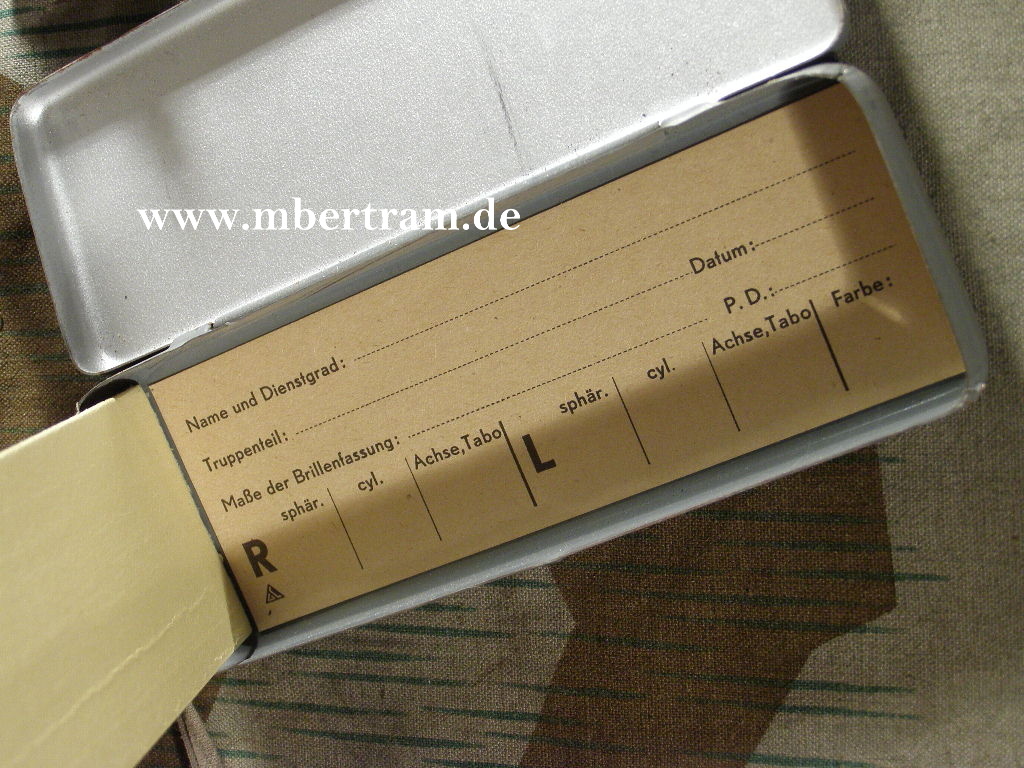 www.mbertram.de
Name und Dienstgrad:
Truppenteil: Datum:
Maße der Brillenfassung: P. D.:
sphär. cyl. Achse,Tabo sphär. cyl. Achse,Tabo Farbe:
R L